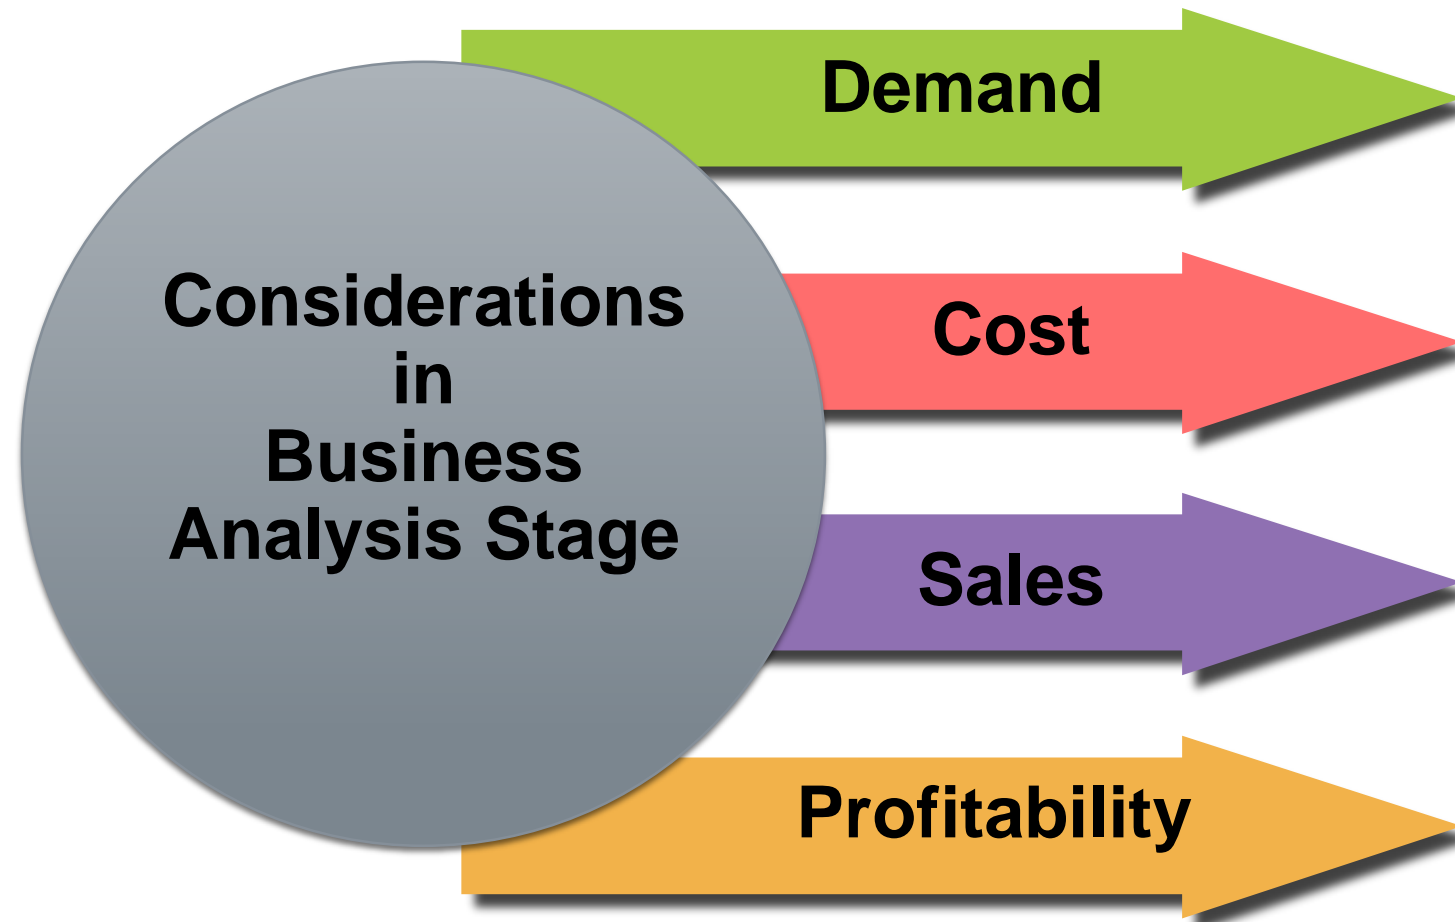 Considerations
in
Business
Analysis Stage
Demand
Cost
Sales
Profitability